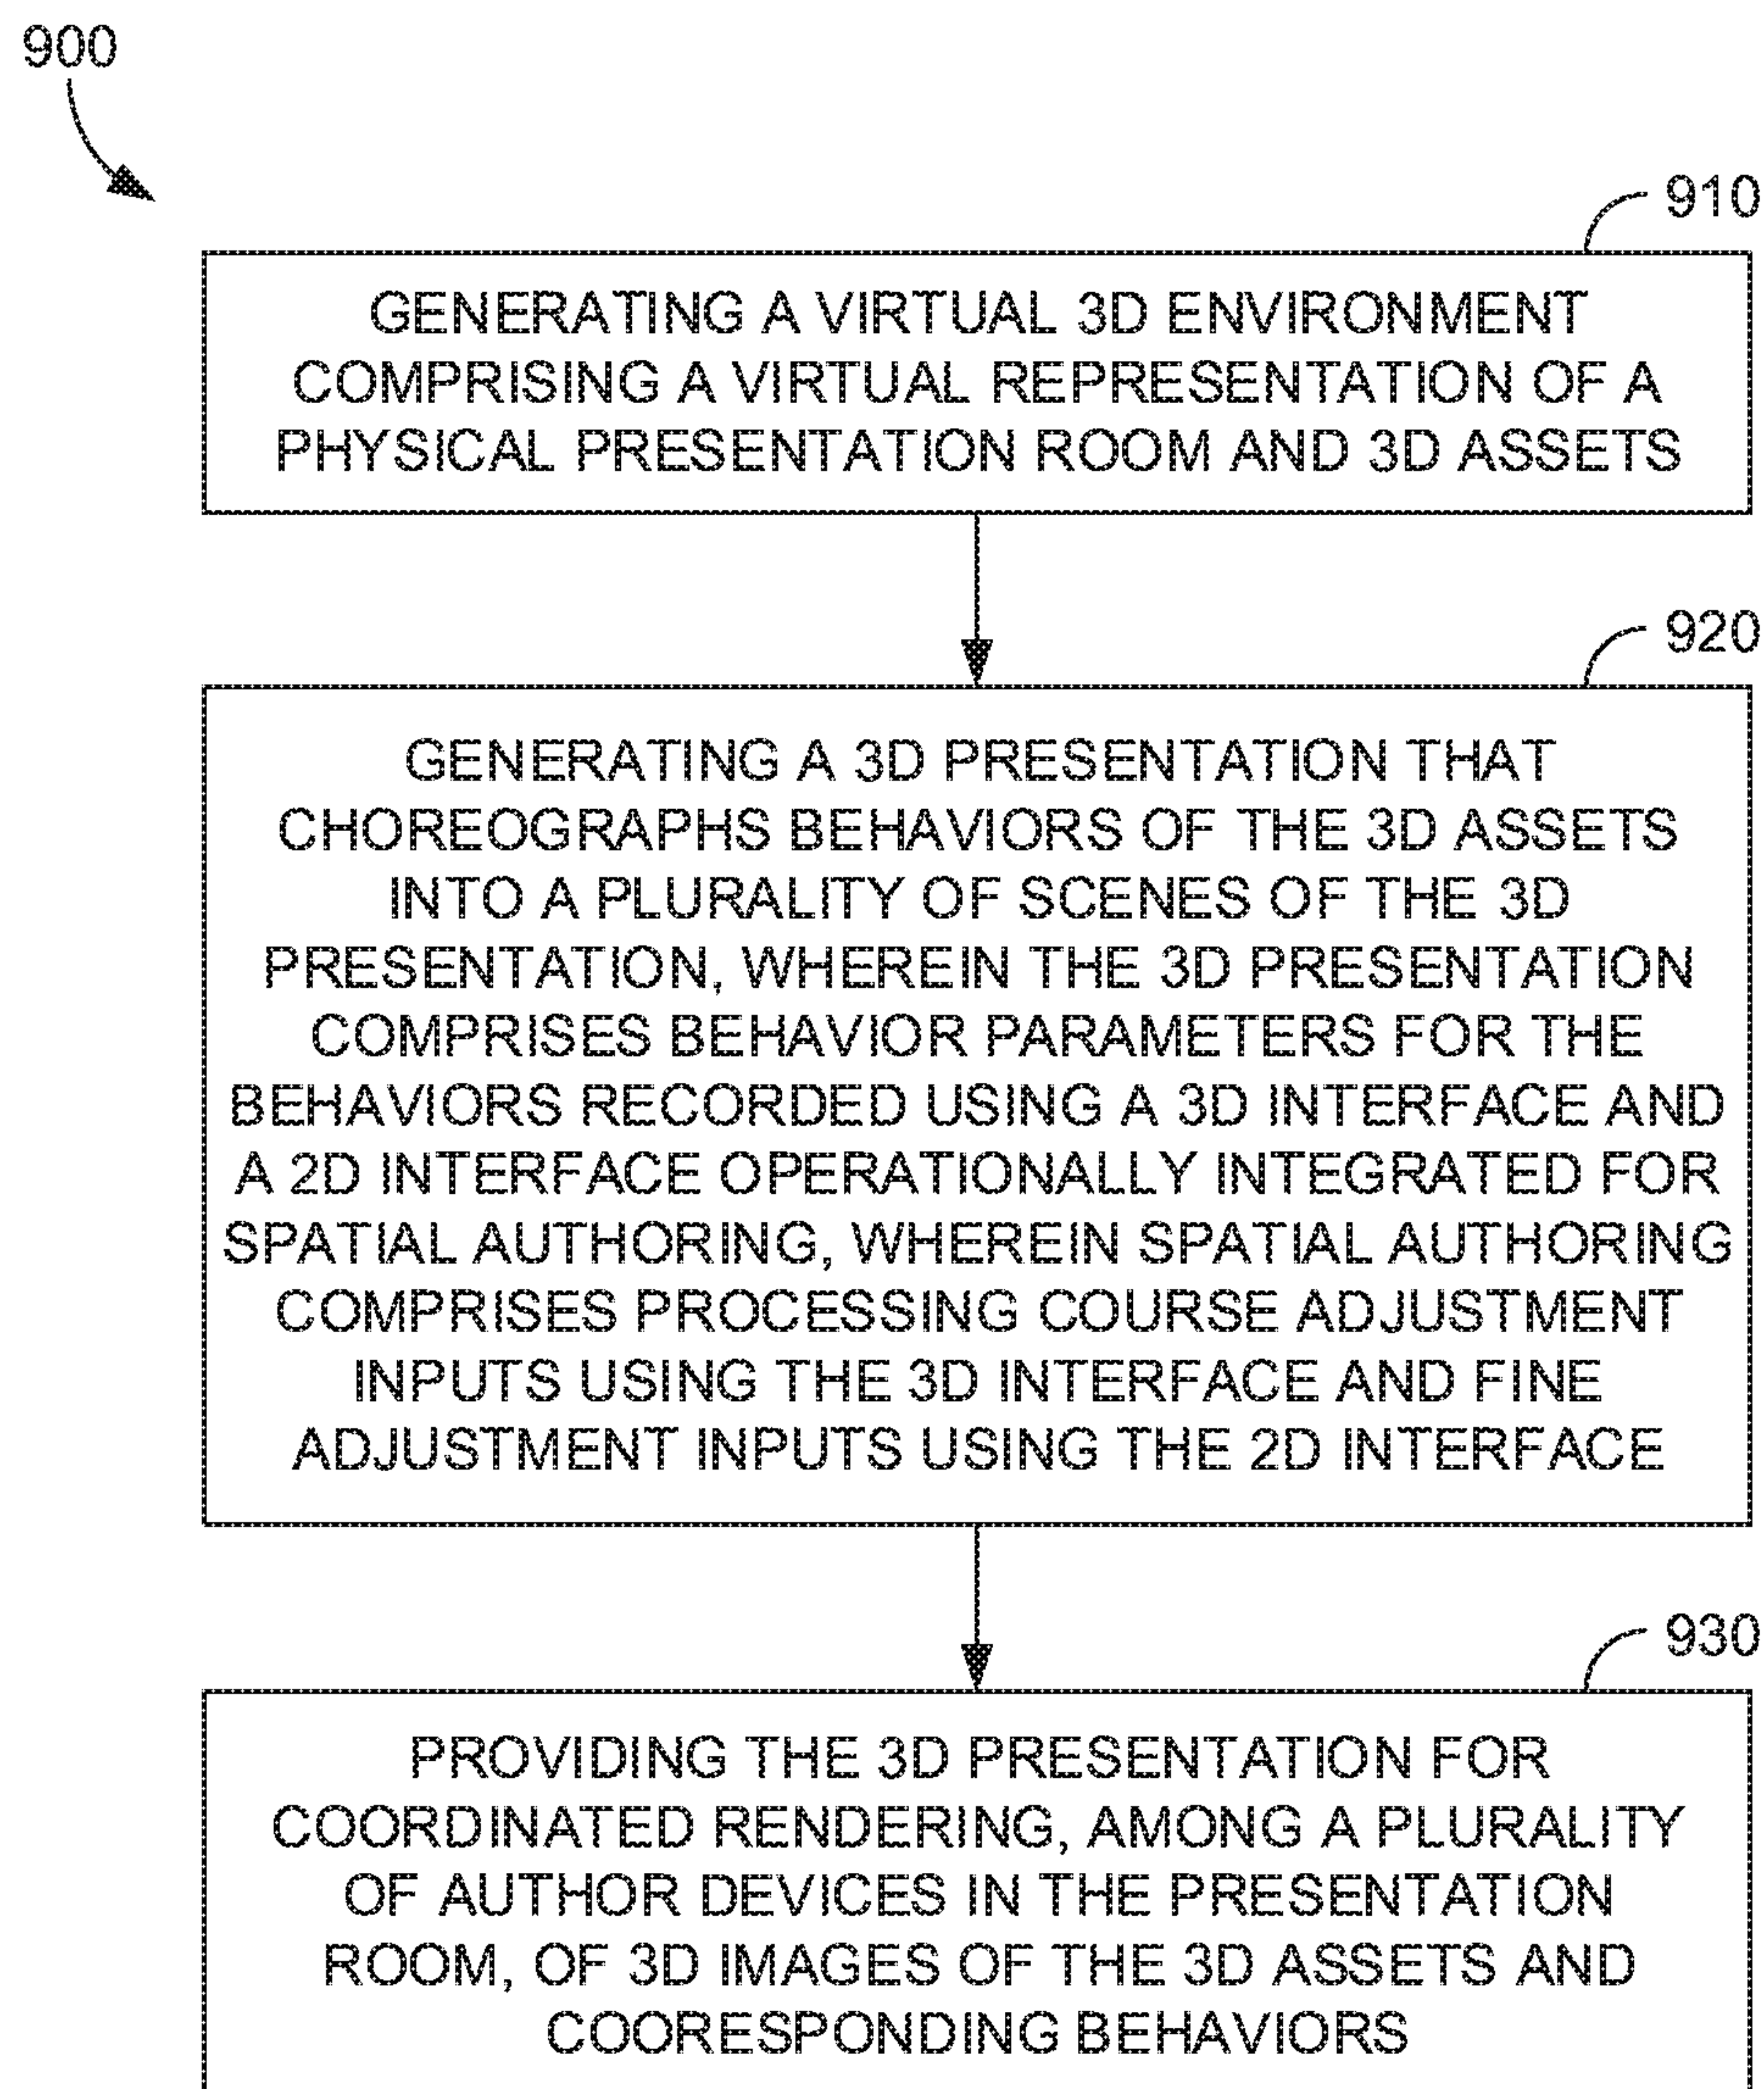 900
910
GENERATING A VIRTUAL 3D ENVIRONMENT
COMPRISING A VIRTUAL REPRESENTATION OF A
PHYSICAL PRESENTATION ROOM AND 3D ASSETS
920
GENERATING A 3D PRESENTATION THAT
CHOREOGRAPHS BEHAVIORS OF THE 3D ASSETS
INTO A PLURALITY OF SCENES OF THE 3D
PRESENTATION, WHEREIN THE 3D PRESENTATION
COMPRISES BEHAVIOR PARAMETERS FOR THE
BEHAVIORS RECORDED USING A 3D INTERFACE AND
A 2D INTERFACE OPERATIONALLY INTEGRATED FOR
SPATIAL AUTHORING, WHEREIN SPATIAL AUTHORING
COMPRISES PROCESSING COURSE ADJUSTMENT
INPUTS USING THE 3D INTERFACE AND FINE
ADJUSTMENT INPUTS USING THE 2D INTERFACE
930
PROVIDING THE 3D PRESENTATION FOR
COORDINATED RENDERING, AMONG A PLURALITY
OF AUTHOR DEVICES IN THE PRESENTATION
ROOM, OF 3D IMAGES OF THE 3D ASSETS AND
COORESPONDING BEHAVIORS